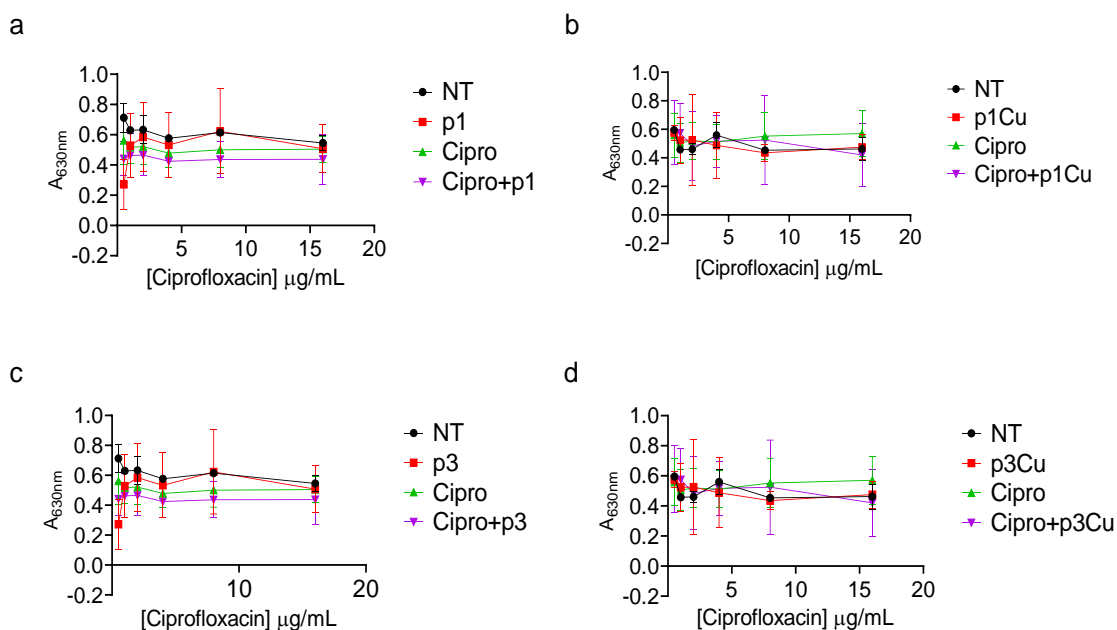 a
1.0
0.8
0.6
0.4
0.2
0.0
-0.2
A630nm
5
10
15
20
[Ciprofloxacin] μg/mL
NT
p1
Cipro
Cipro+p1
b
1.0
0.8
0.6
0.4
0.2
0.0
-0.2
A630nm
5
10
15
20
[Ciprofloxacin] μg/mL
NT
p1Cu
Cipro
Cipro+p1Cu
c
1.0
0.8
0.6
0.4
0.2
0.0
-0.2
A630nm
10
20
[Ciprofloxacin] μg/mL
NT
p3
Cipro
Cipro+p3
d
1.0
0.8
0.6
0.4
0.2
0.0
-0.2
A630nm
5
10
15
20
[Ciprofloxacin] μg/mL
NT
p3Cu
Cipro
Cipro+p3Cu